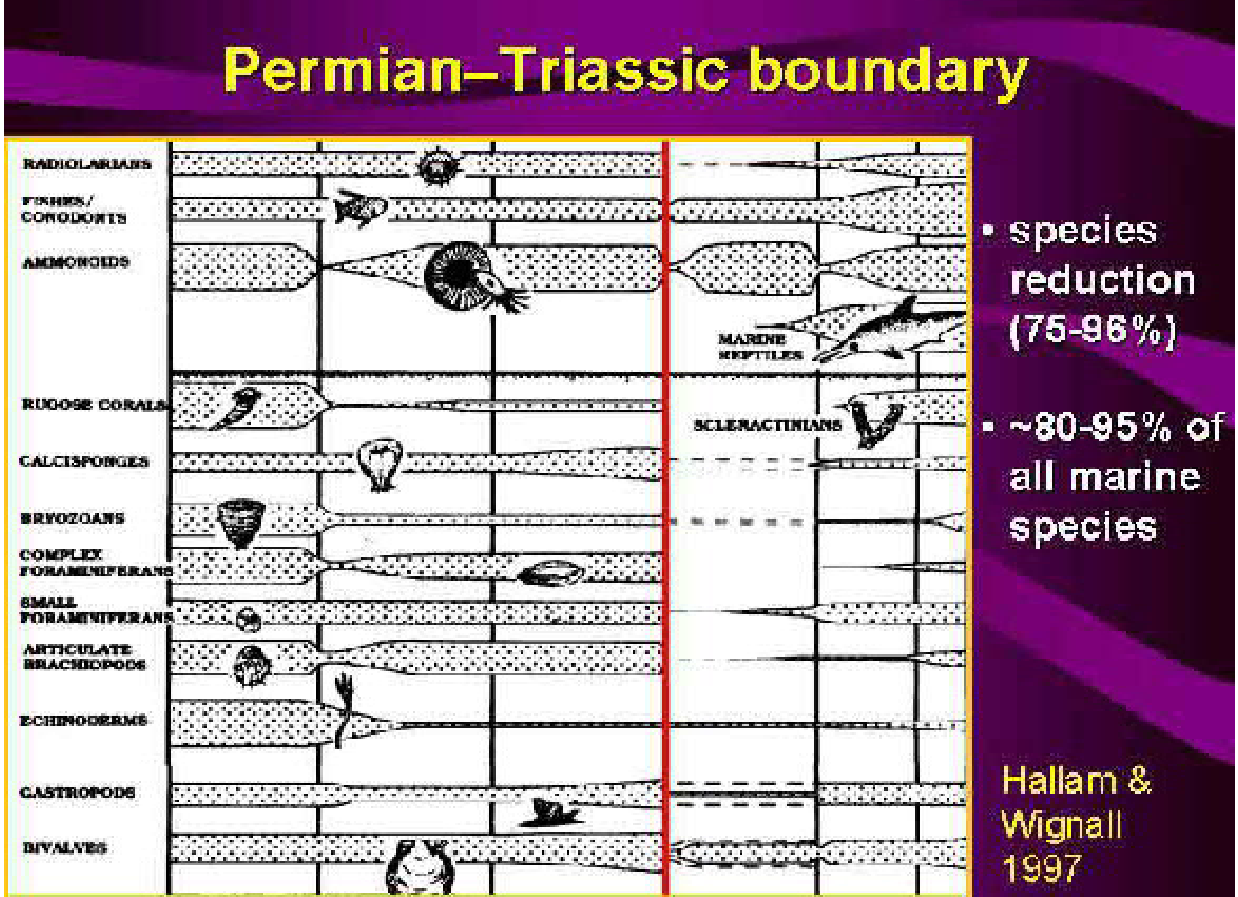 Permian–Triassic boundary
RADIOLARIANS
FISHES/
CONODONTS
AMMONOIDS
MARINE
REPTILES
RUGOSE CORALS
SCLERACTINIANS
CALCISPONGES
BRYOZOANS
COMPLEX
FORAMINIFERANS
SMALL
FORAMINIFERANS
ARTICULATE
BRACHIOPODS
ECHINODERMS
GASTROPODS
BIVALVES
• species
reduction
(75-96%)
• ~80-95% of
all marine
species
Hallam &
Wignall
1997